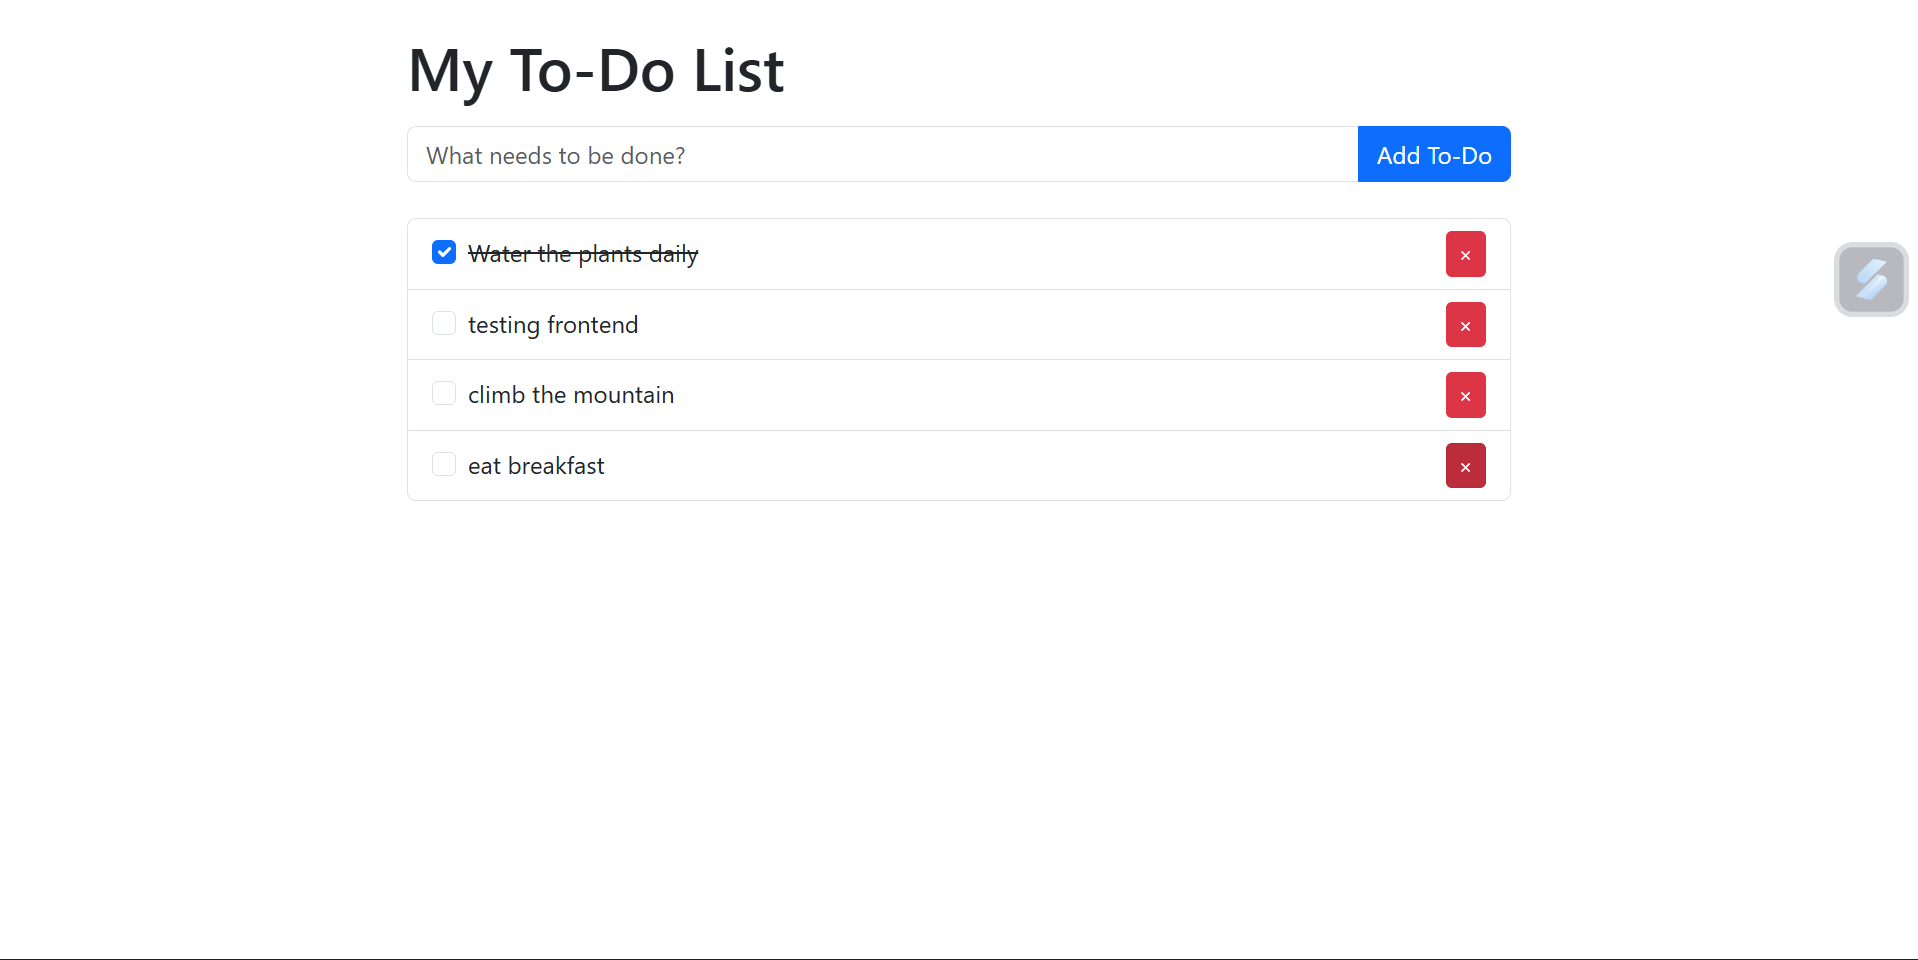 My To-Do List
What needs to be done?
Add To-Do
Water the plants daily
×
testing frontend
×
climb the mountain
×
eat breakfast
×